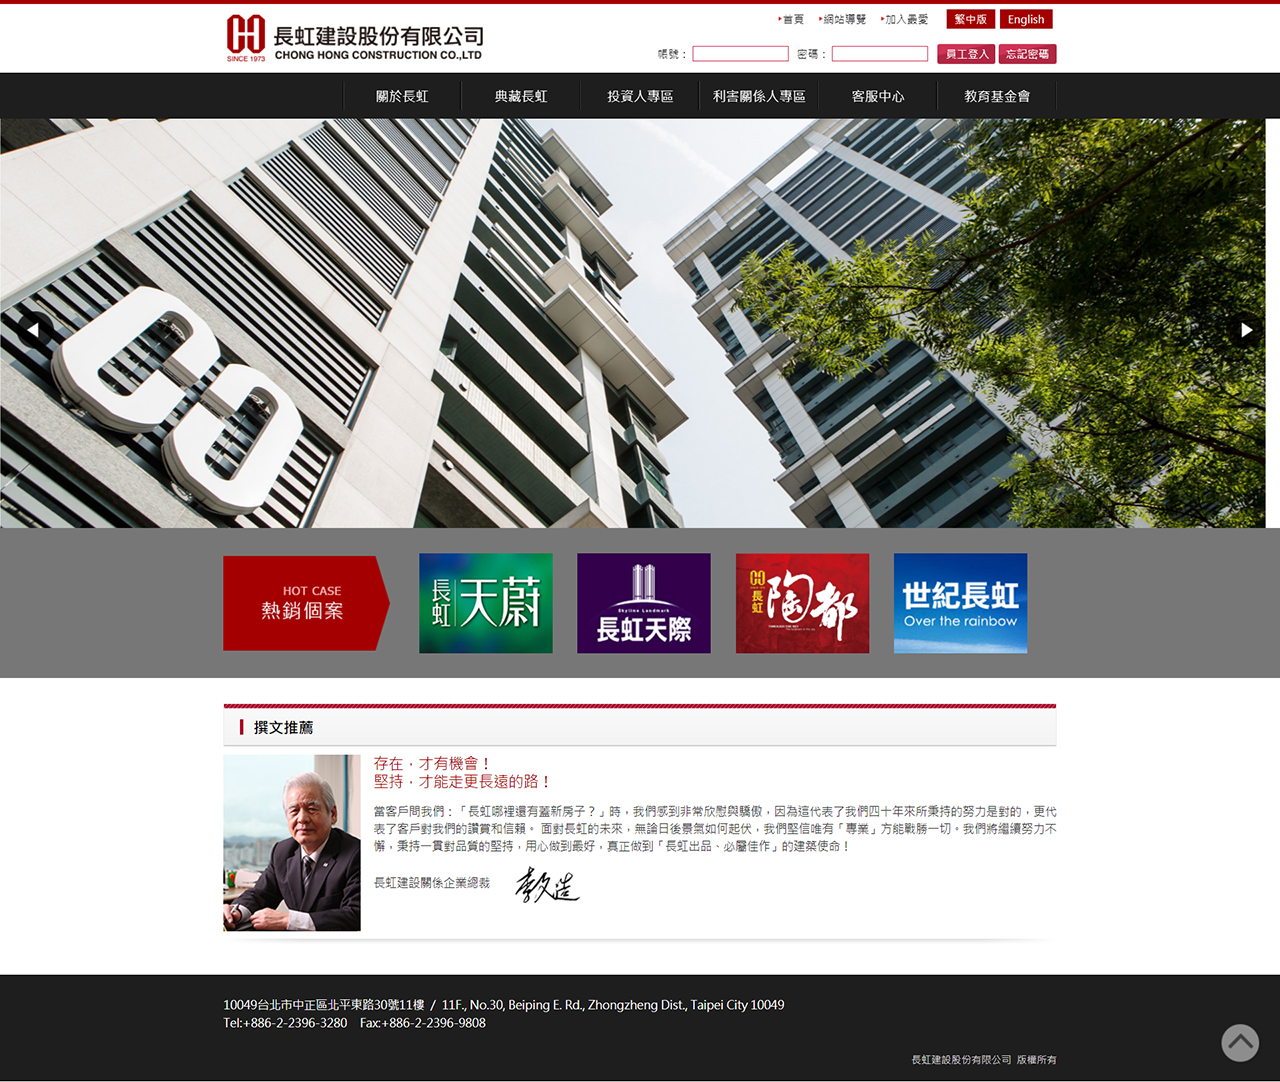 首頁 網站導覽 加入最愛 繁中版 English
長虹建設股份有限公司
CHONG HONG CONSTRUCTION CO.,LTD
SINCE 1973
帳號： 密碼： 員工登入 忘記密碼
關於長虹 典藏長虹 投資人專區 利害關係人專區 客服中心 教育基金會
HOT CASE
熱銷個案
長虹 天蔚
Skyline Landmark
長虹天際
長虹 陶都
世紀長虹
Over the rainbow
撰文推薦
存在，才有機會！
堅持，才能走更長遠的路！
當客戶問我們：「長虹哪裡還有蓋新房子？」時，我們感到非常欣慰與驕傲，因為這代表了我們四十年來所秉持的努力是對的，更代
表了客戶對我們的讚賞和信賴。 面對長虹的未來，無論日後景氣如何起伏，我們堅信唯有「專業」方能戰勝一切。我們將繼續努力不
懈，秉持一貫對品質的堅持，用心做到最好，真正做到「長虹出品、必屬佳作」的建築使命！
長虹建設關係企業總裁 李文造
10049台北市中正區北平東路30號11樓 / 11F., No.30, Beiping E. Rd., Zhongzheng Dist., Taipei City 10049
Tel:+886-2-2396-3280 Fax:+886-2-2396-9808
長虹建設股份有限公司 版權所有